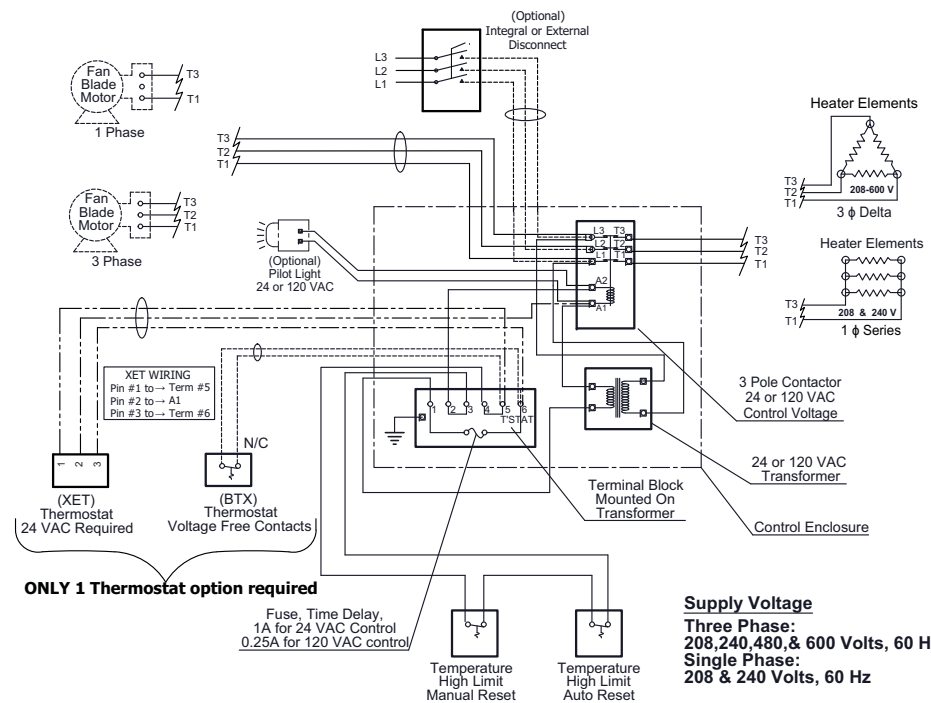 (Optional)
Integral or External
Disconnect
L3
L2
L1
Fan
Blade
Motor
T3
T1
1 Phase
T3
T2
T1
Fan
Blade
Motor
T3
T2
T1
3 Phase
(Optional)
Pilot Light
24 or 120 VAC
L3 T3
L2 T2
L1 T1
A2
A1
T3
T2
T1
Heater Elements
T3
T2
T1
208-600 V
3 ϕ Delta
Heater Elements
T3
T1
208 & 240 V
1 ϕ Series
XET WIRING
Pin #1 to→ Term #5
Pin #2 to→ A1
Pin #3 to→ Term #6
N/C
1 2 3 4 5 6
T'STAT
1 2 3
(XET)
Thermostat
24 VAC Required
(BTX)
Thermostat
Voltage Free Contacts
ONLY 1 Thermostat option required
3 Pole Contactor
24 or 120 VAC
Control Voltage
24 or 120 VAC
Transformer
Terminal Block
Mounted On
Transformer
Control Enclosure
Fuse, Time Delay,
1A for 24 VAC Control
0.25A for 120 VAC control
Temperature
High Limit
Manual Reset
Temperature
High Limit
Auto Reset
Supply Voltage
Three Phase:
208,240,480,& 600 Volts, 60 H
Single Phase:
208 & 240 Volts, 60 Hz